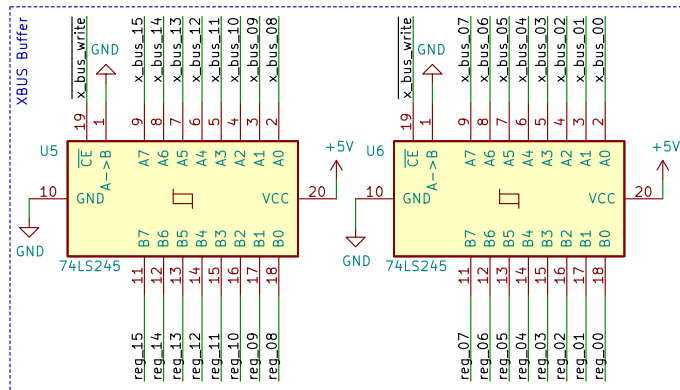 XBUS Buffer
x_bus_write
GND
x_bus_15
x_bus_14
x_bus_13
x_bus_12
x_bus_11
x_bus_10
x_bus_09
x_bus_08
19
1
9
8
7
6
5
4
3
2
U5
CE
A->B
A7
A6
A5
A4
A3
A2
A1
A0
+5V
10
GND
VCC
20
GND
B7
B6
B5
B4
B3
B2
B1
B0
74LS245
11
12
13
14
15
16
17
18
reg_15
reg_14
reg_13
reg_12
reg_11
reg_10
reg_09
reg_08
x_bus_write
GND
x_bus_07
x_bus_06
x_bus_05
x_bus_04
x_bus_03
x_bus_02
x_bus_01
x_bus_00
19
1
9
8
7
6
5
4
3
2
U6
CE
A->B
A7
A6
A5
A4
A3
A2
A1
A0
+5V
10
GND
VCC
20
GND
B7
B6
B5
B4
B3
B2
B1
B0
74LS245
11
12
13
14
15
16
17
18
reg_07
reg_06
reg_05
reg_04
reg_03
reg_02
reg_01
reg_00